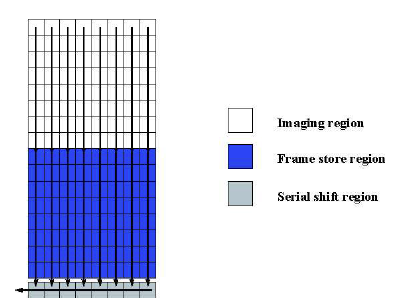 Imaging region
Frame store region
Serial shift region